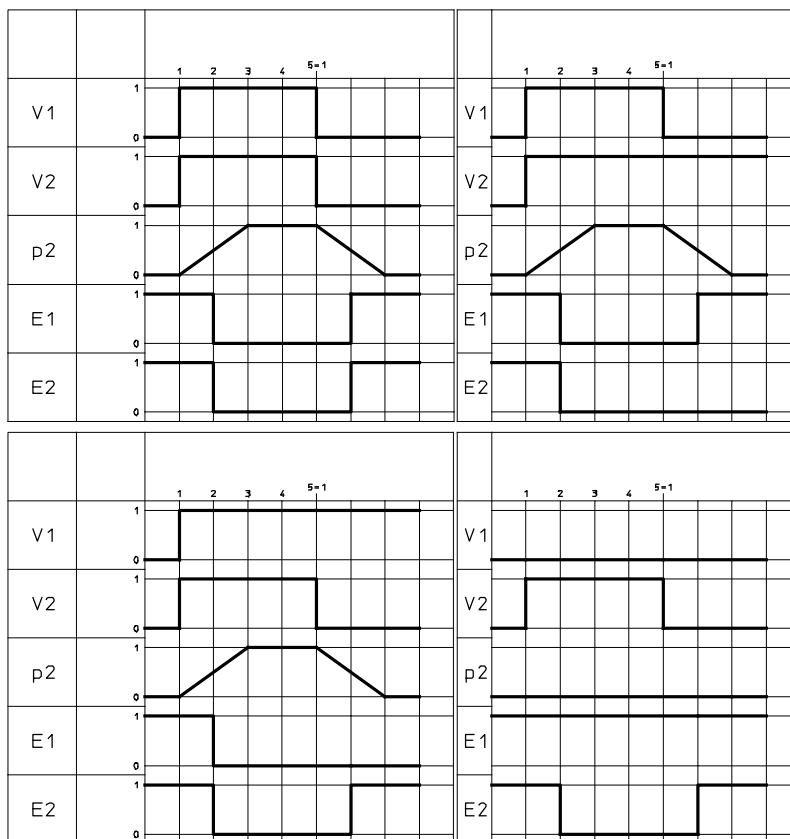 1 2 3 4 5=1
V1 1 0
V2 1 0
p2 1 0
E1 1 0
E2 1 0
1 2 3 4 5=1
V1
V2
p2
E1
E2
1 2 3 4 5=1
V1 1 0
V2 1 0
p2 1 0
E1 1 0
E2 1 0
1 2 3 4 5=1
V1
V2
p2
E1
E2